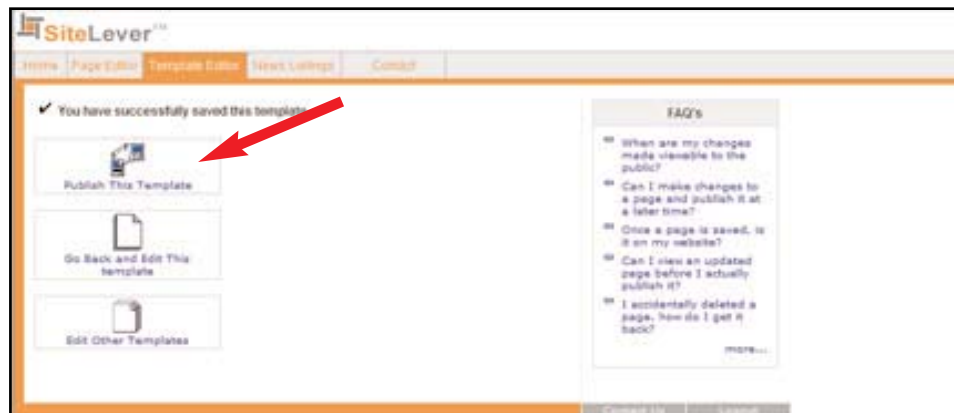 SiteLever™
Home Page Editor Template Editor News Listings Contact
✔ You have successfully saved this template
Publish This Template
Go Back and Edit This
template
Edit Other Templates
FAQ's
When are my changes
made viewable to the
public?
Can I make changes to
a page and publish it at
a later time?
Once a page is saved, is
it on my website?
Can I view an updated
page before I actually
publish it?
I accidentally deleted a
page, how do I get it
back?
more...
Contact Us Logout